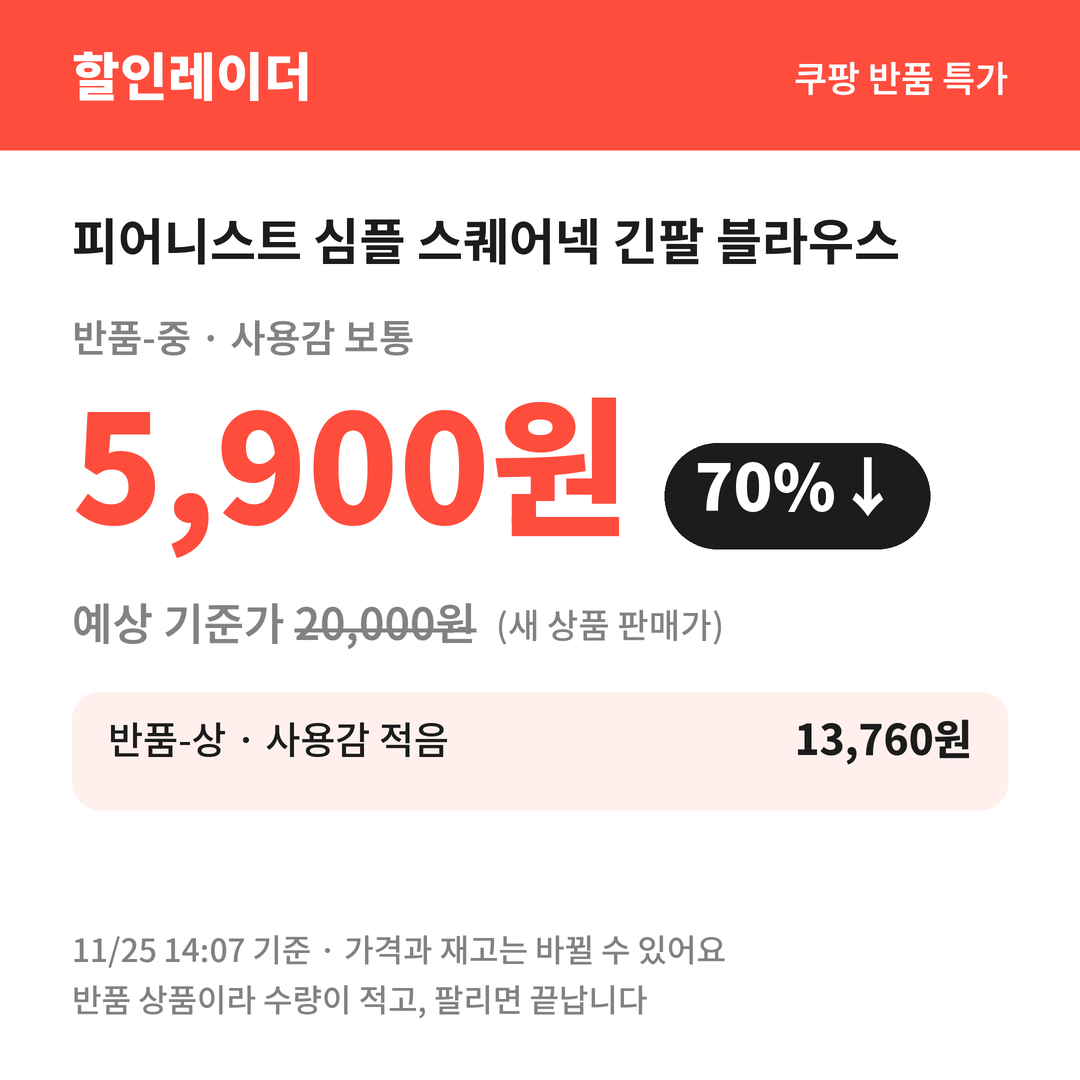 할인레이더
쿠팡 반품 특가
피어니스트 심플 스퀘어넥 긴팔 블라우스
반품-중 · 사용감 보통
5,900원
70%↓
예상 기준가 20,000원 (새 상품 판매가)
반품-상 · 사용감 적음 13,760원
11/25 14:07 기준 · 가격과 재고는 바뀔 수 있어요
반품 상품이라 수량이 적고, 팔리면 끝납니다